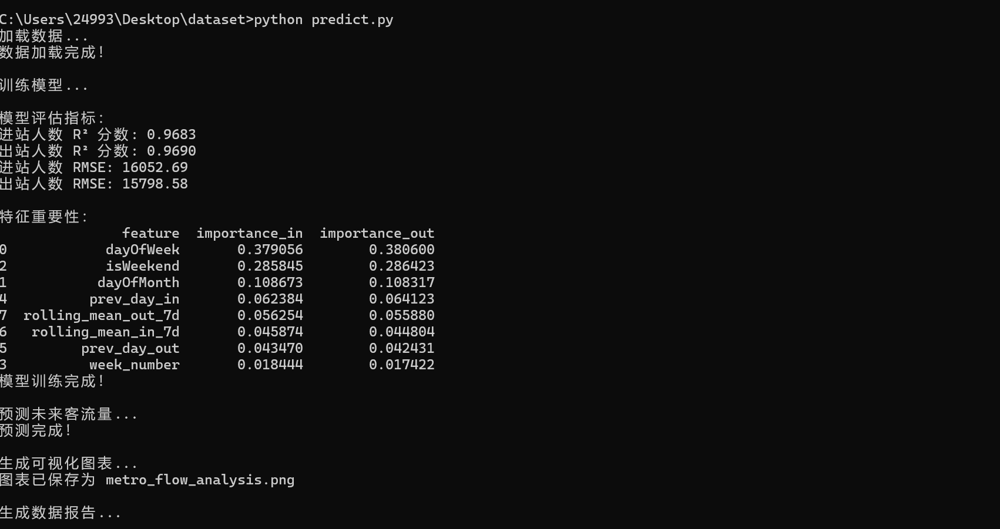 C:\Users\24993\Desktop\dataset>python predict.py
加载数据...
数据加载完成！
训练模型...
模型评估指标：
进站人数 R² 分数: 0.9683
出站人数 R² 分数: 0.9690
进站人数 RMSE: 16052.69
出站人数 RMSE: 15798.58
特征重要性：
feature importance_in importance_out
0 dayOfWeek 0.379056 0.380600
2 isWeekend 0.285845 0.286423
1 dayOfMonth 0.108673 0.108317
4 prev_day_in 0.062384 0.064123
7 rolling_mean_out_7d 0.056254 0.055880
6 rolling_mean_in_7d 0.045874 0.044804
5 prev_day_out 0.043470 0.042431
3 week_number 0.018444 0.017422
模型训练完成！
预测未来客流量...
预测完成！
生成可视化图表...
图表已保存为 metro_flow_analysis.png
生成数据报告...